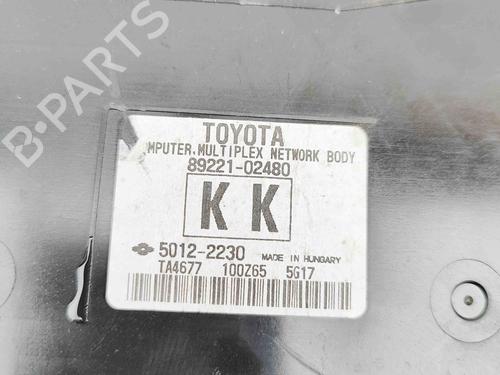 TOYOTA
MPUTER, MULTIPLEX NETWORK BODY
89221-02480
K K
5012-2230 MADE IN HUNGARY
TA4677 100Z65 5G17
B-Parts